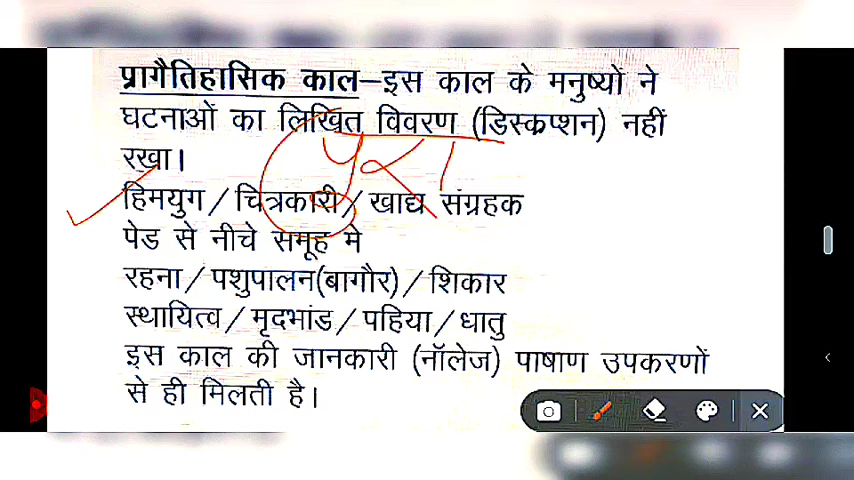 प्रागैतिहासिक काल–इस काल के मनुष्यों ने
घटनाओं का लिखित विवरण (डिस्कप्शन) नहीं
रखा।
हिमयुग / चित्रकारी / खाद्य संग्रहक
पेड से नीचे समूह मे
रहना / पशुपालन(बागौर) / शिकार
स्थायित्व / मृदभांड / पहिया / धातु
इस काल की जानकारी (नॉलेज) पाषाण उपकरणों
से ही मिलती है।